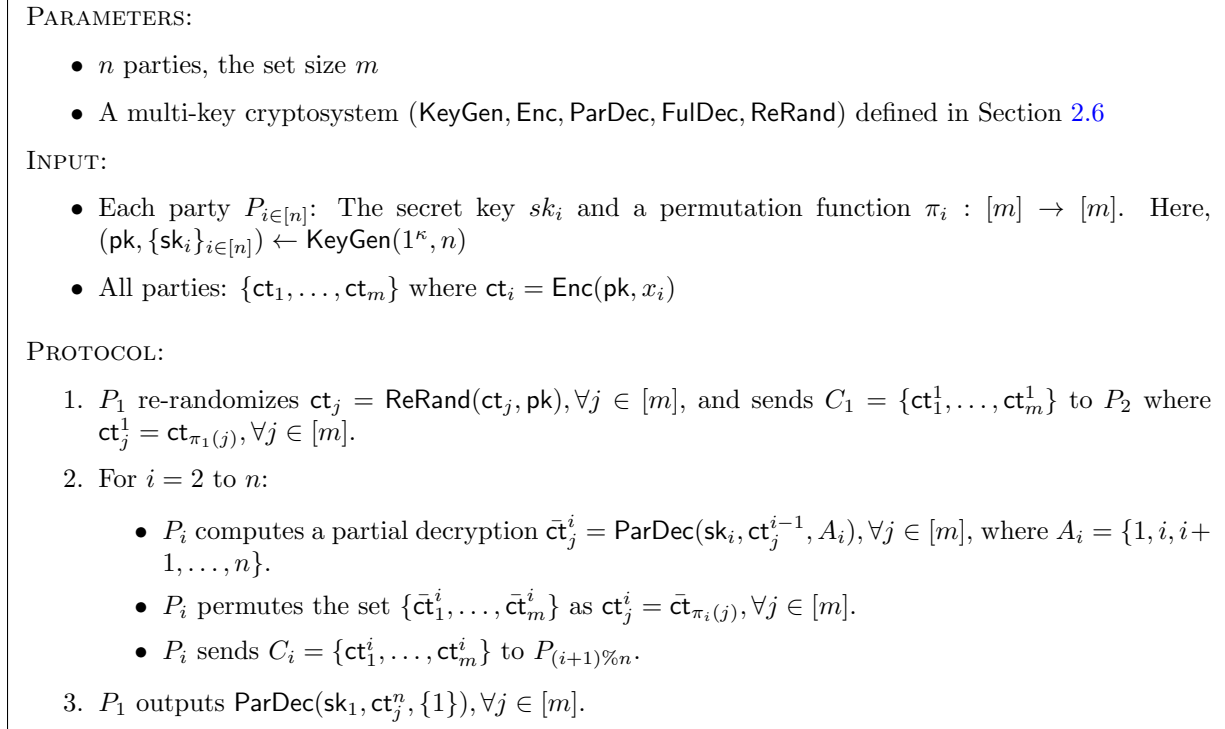 PARAMETERS:
• n parties, the set size m
• A multi-key cryptosystem (KeyGen, Enc, ParDec, FulDec, ReRand) defined in Section 2.6
INPUT:
• Each party P_{i∈[n]}: The secret key sk_i and a permutation function π_i : [m] → [m]. Here,
(pk, {sk_i}_{i∈[n]}) ← KeyGen(1^κ, n)
• All parties: {ct_1, . . . , ct_m} where ct_i = Enc(pk, x_i)
PROTOCOL:
1. P_1 re-randomizes ct_j = ReRand(ct_j, pk), ∀j ∈ [m], and sends C_1 = {ct^1_1, . . . , ct^1_m} to P_2 where
ct^1_j = ct_{π_1(j)}, ∀j ∈ [m].
2. For i = 2 to n:
• P_i computes a partial decryption c̄t^i_j = ParDec(sk_i, ct^{i−1}_j, A_i), ∀j ∈ [m], where A_i = {1, i, i+
1, . . . , n}.
• P_i permutes the set {c̄t^i_1, . . . , c̄t^i_m} as ct^i_j = c̄t_{π_i(j)}, ∀j ∈ [m].
• P_i sends C_i = {ct^i_1, . . . , ct^i_m} to P_{(i+1)%n}.
3. P_1 outputs ParDec(sk_1, ct^n_j, {1}), ∀j ∈ [m].